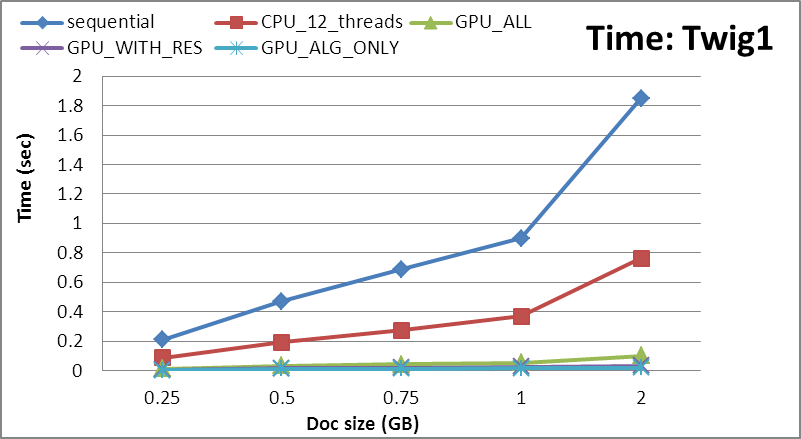 sequential CPU_12_threads GPU_ALL
GPU_WITH_RES GPU_ALG_ONLY
Time: Twig1
2
1.8
1.6
1.4
1.2
1
0.8
0.6
0.4
0.2
0
Time (sec)
0.25 0.5 0.75 1 2
Doc size (GB)